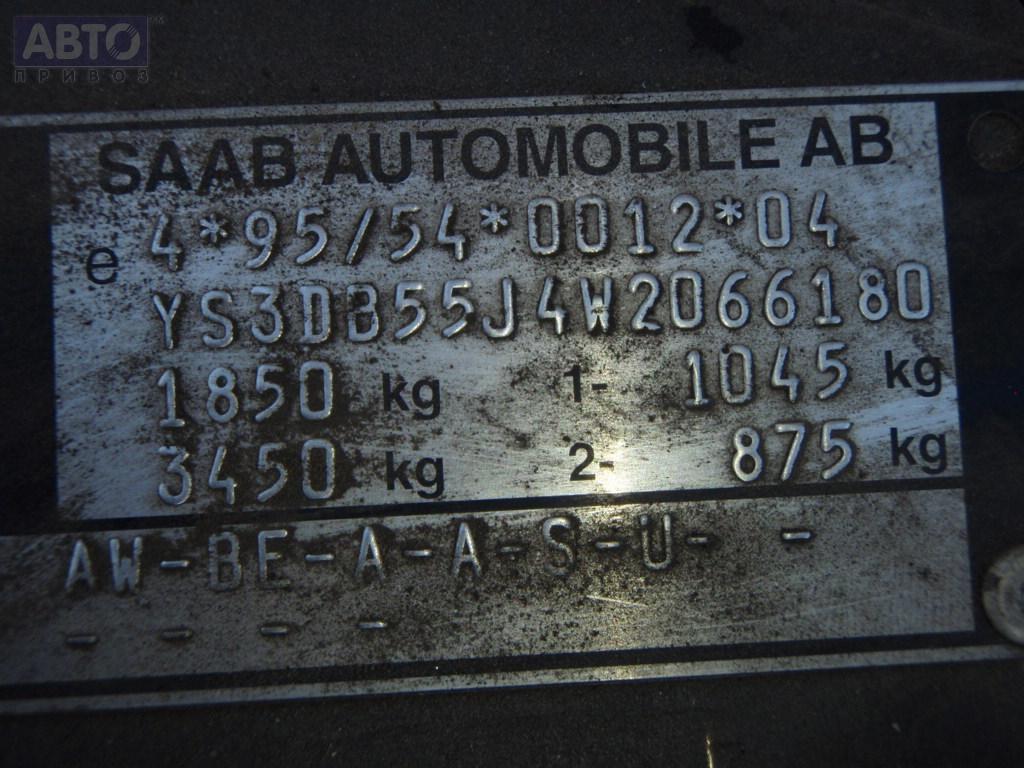 АВТО™
ПРИВОЗ
SAAB AUTOMOBILE AB
e 4*95/54*0012*04
YS3DB55J4W2066180
1850 kg 1- 1045 kg
3450 kg 2- 875 kg
AW-BE-A-A-S-U- -
- - - -